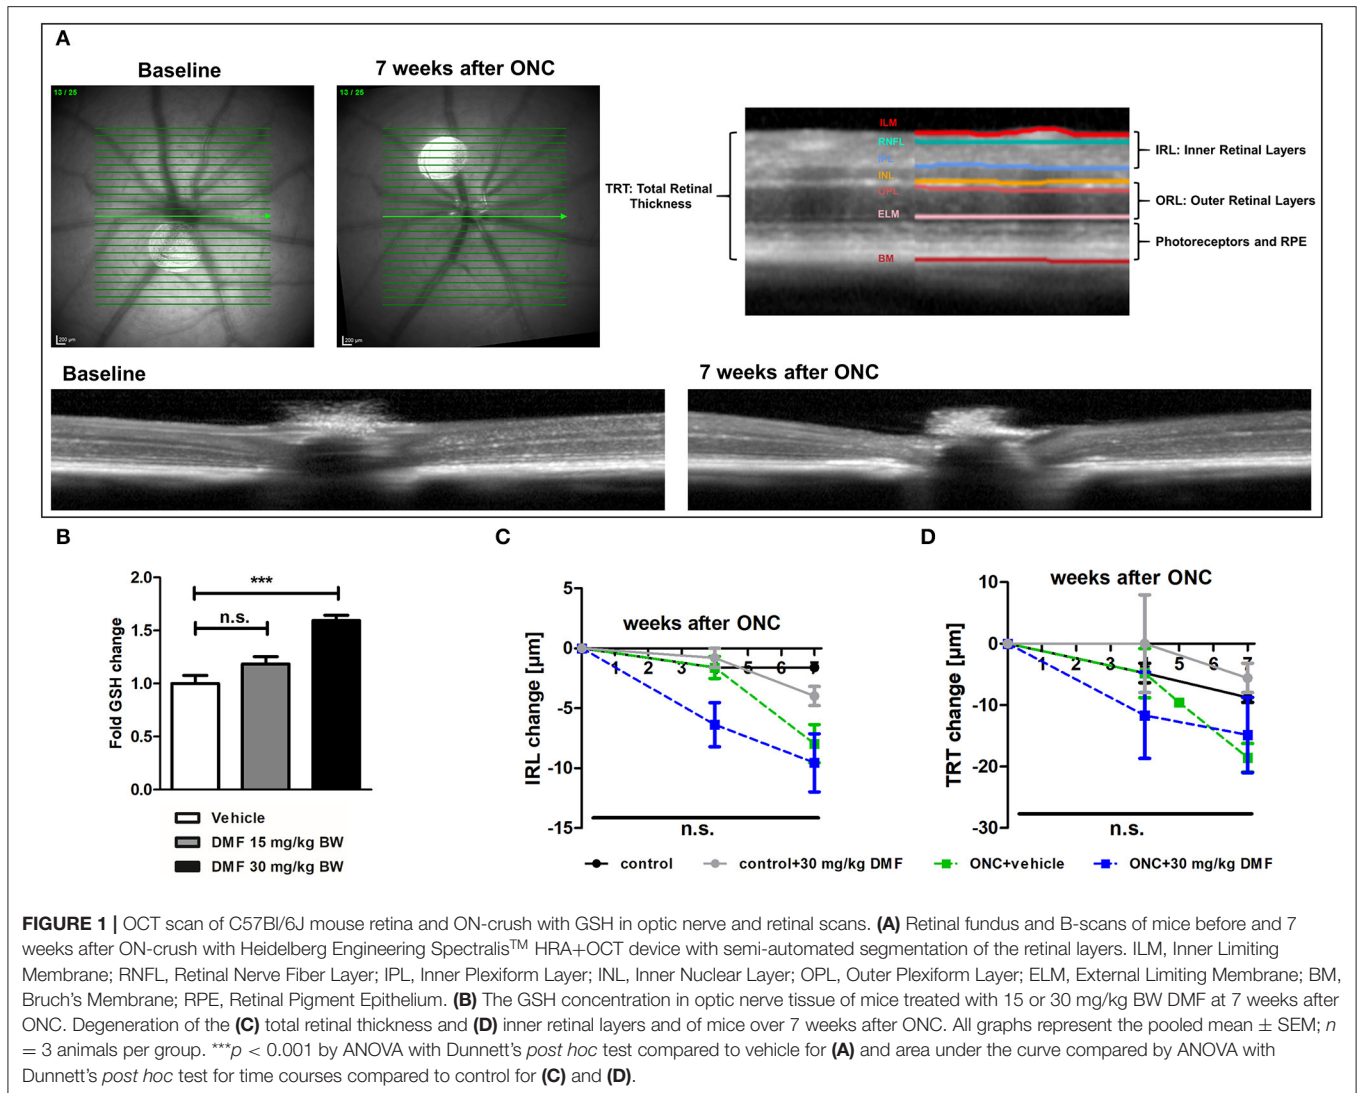 A
Baseline
7 weeks after ONC
13 / 25
13 / 25
200 µm
200 µm
TRT: Total Retinal
Thickness
ILM
RNFL
IPL
INL
OPL
ELM
BM
IRL: Inner Retinal Layers
ORL: Outer Retinal Layers
Photoreceptors and RPE
Baseline
7 weeks after ONC
B
Fold GSH change
2.0
1.5
1.0
0.5
0.0
n.s.
***
Vehicle
DMF 15 mg/kg BW
DMF 30 mg/kg BW
C
IRL change [µm]
weeks after ONC
5
0
-5
-10
-15
1 2 3 5 6 7
n.s.
D
TRT change [µm]
weeks after ONC
10
0
-10
-20
-30
1 2 3 5 6 7
n.s.
control
control+30 mg/kg DMF
ONC+vehicle
ONC+30 mg/kg DMF
FIGURE 1 | OCT scan of C57Bl/6J mouse retina and ON-crush with GSH in optic nerve and retinal scans. (A) Retinal fundus and B-scans of mice before and 7
weeks after ON-crush with Heidelberg Engineering Spectralis™ HRA+OCT device with semi-automated segmentation of the retinal layers. ILM, Inner Limiting
Membrane; RNFL, Retinal Nerve Fiber Layer; IPL, Inner Plexiform Layer; INL, Inner Nuclear Layer; OPL, Outer Plexiform Layer; ELM, External Limiting Membrane; BM,
Bruch's Membrane; RPE, Retinal Pigment Epithelium. (B) The GSH concentration in optic nerve tissue of mice treated with 15 or 30 mg/kg BW DMF at 7 weeks after
ONC. Degeneration of the (C) total retinal thickness and (D) inner retinal layers and of mice over 7 weeks after ONC. All graphs represent the pooled mean ± SEM; n
= 3 animals per group. ***p < 0.001 by ANOVA with Dunnett's post hoc test compared to vehicle for (A) and area under the curve compared by ANOVA with
Dunnett's post hoc test for time courses compared to control for (C) and (D).